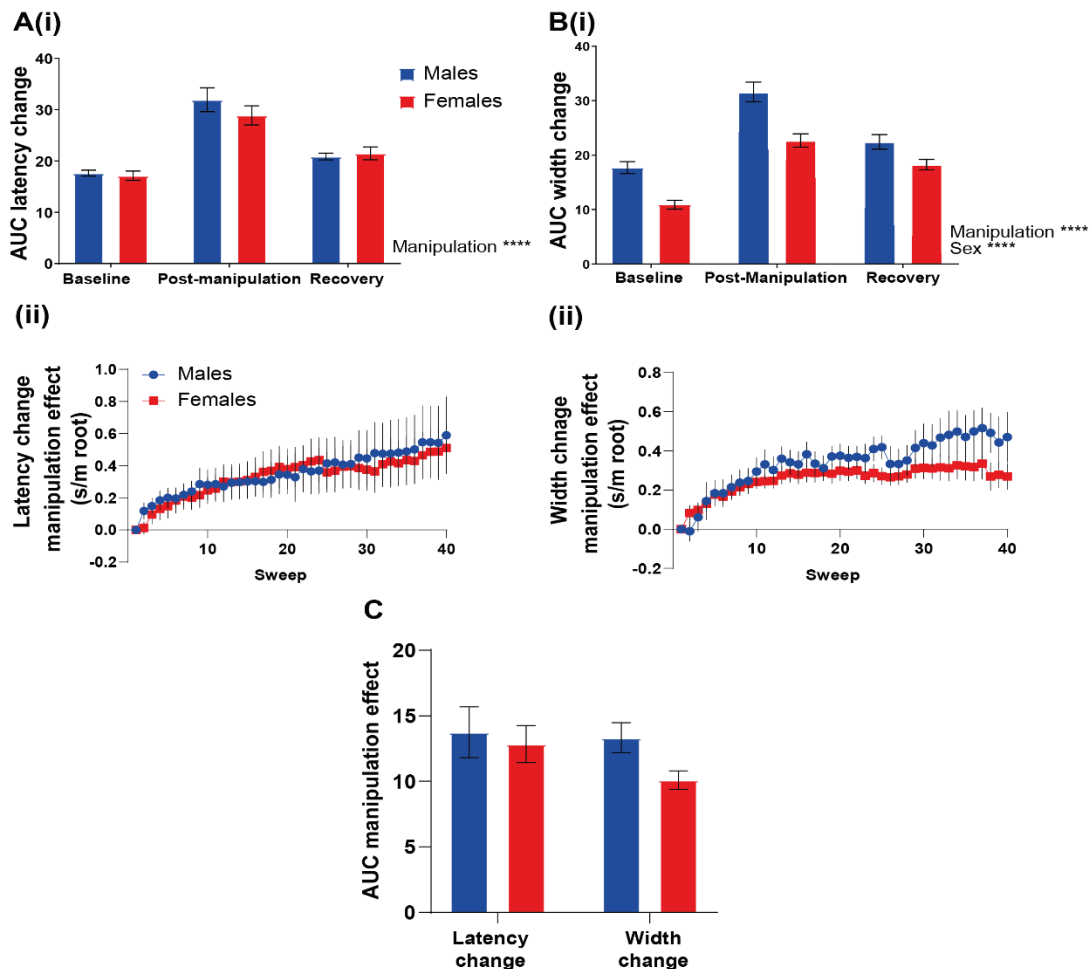 A(i)
AUC latency change
40
30
20
10
0
Males
Females
Manipulation ****
Baseline
Post-manipulation
Recovery
B(i)
AUC width change
40
30
20
10
0
Manipulation ****
Sex ****
Baseline
Post-Manipulation
Recovery
(ii)
Latency change
manipulation effect
(s/m root)
1.0
0.8
0.6
0.4
0.2
0.0
-0.2
Males
Females
10
20
30
40
Sweep
(ii)
Width chnage
manipulation effect
(s/m root)
0.8
0.6
0.4
0.2
0.0
-0.2
10
20
30
40
Sweep
C
AUC manipulation effect
20
15
10
5
0
Latency
change
Width
change